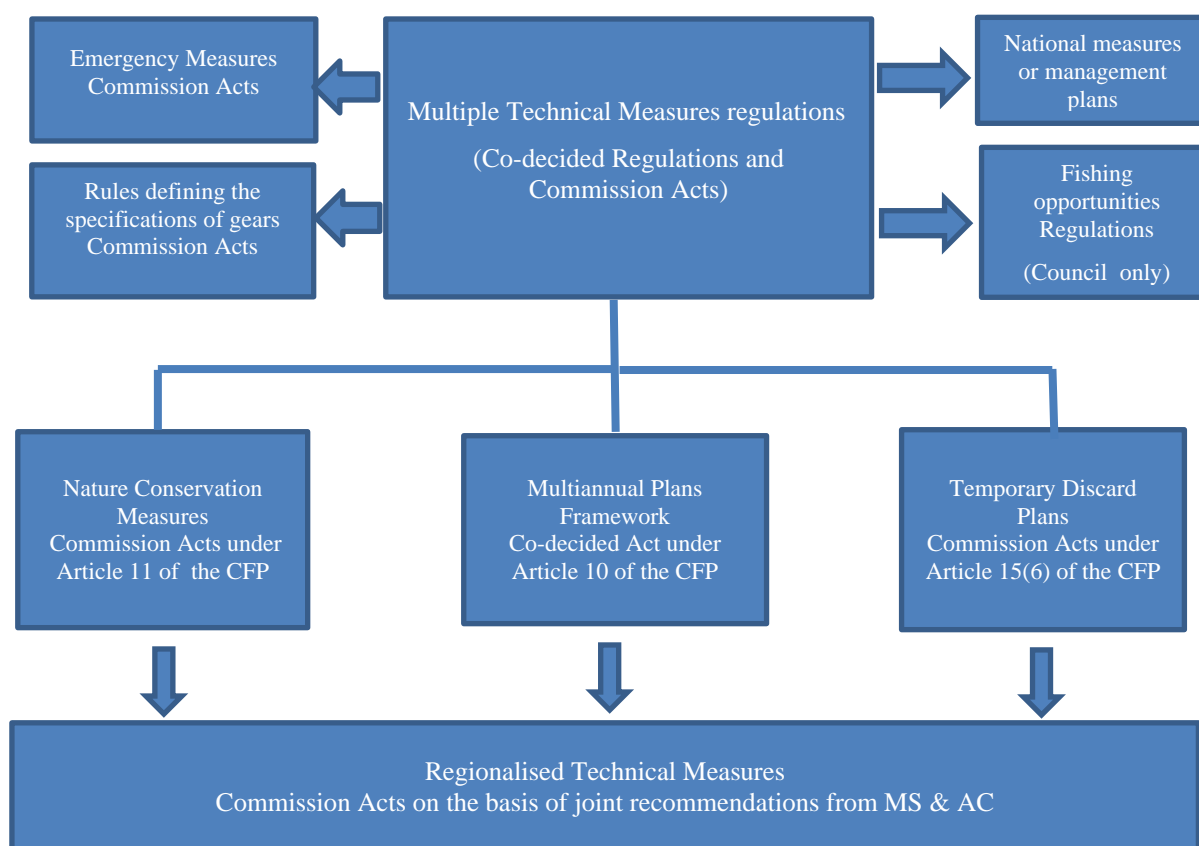 Emergency Measures
Commission Acts
Multiple Technical Measures regulations
(Co-decided Regulations and
Commission Acts)
National measures
or management
plans
Rules defining the
specifications of gears
Commission Acts
Fishing
opportunities
Regulations
(Council only)
Nature Conservation
Measures
Commission Acts under
Article 11 of the CFP
Multiannual Plans
Framework
Co-decided Act under
Article 10 of the CFP
Temporary Discard
Plans
Commission Acts under
Article 15(6) of the CFP
Regionalised Technical Measures
Commission Acts on the basis of joint recommendations from MS & AC